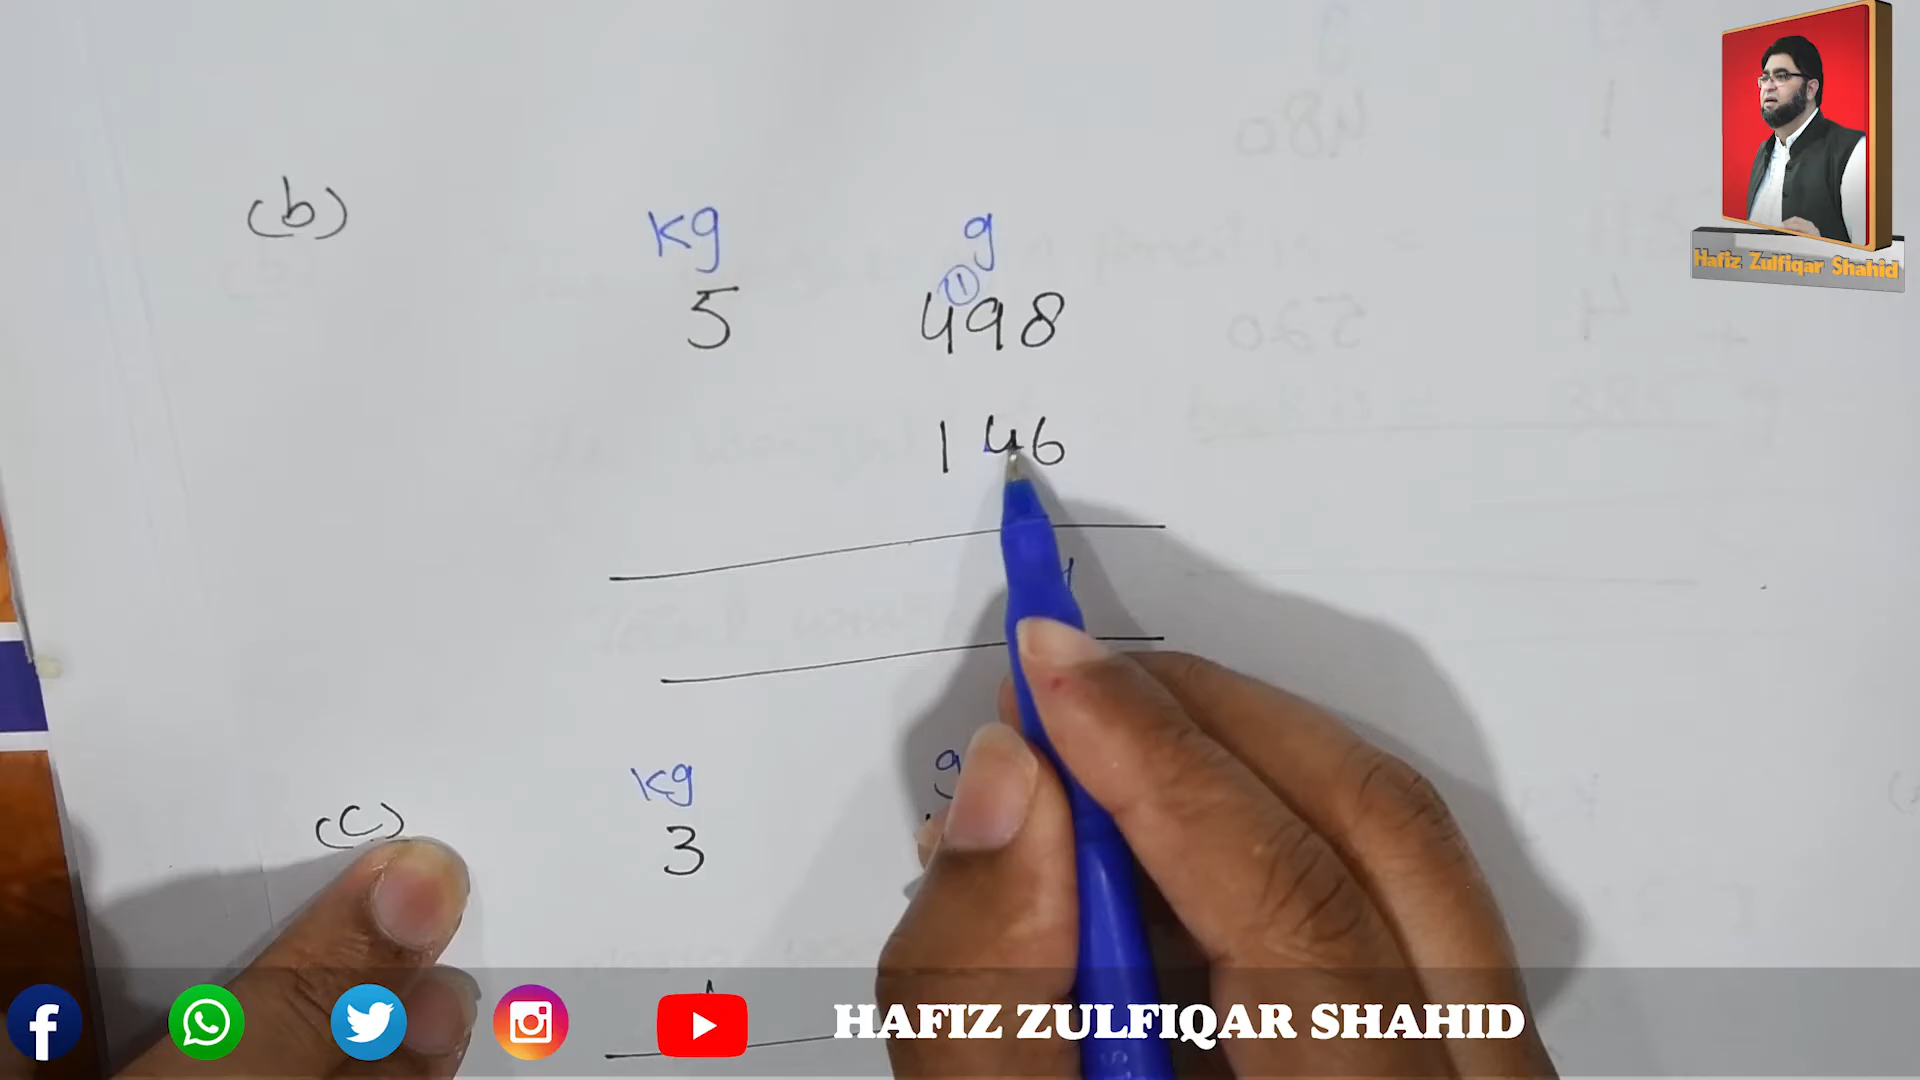 Hafiz Zulfiqar Shahid
(b)
kg g
①
5 498
146
kg g
(c)
3
HAFIZ ZULFIQAR SHAHID